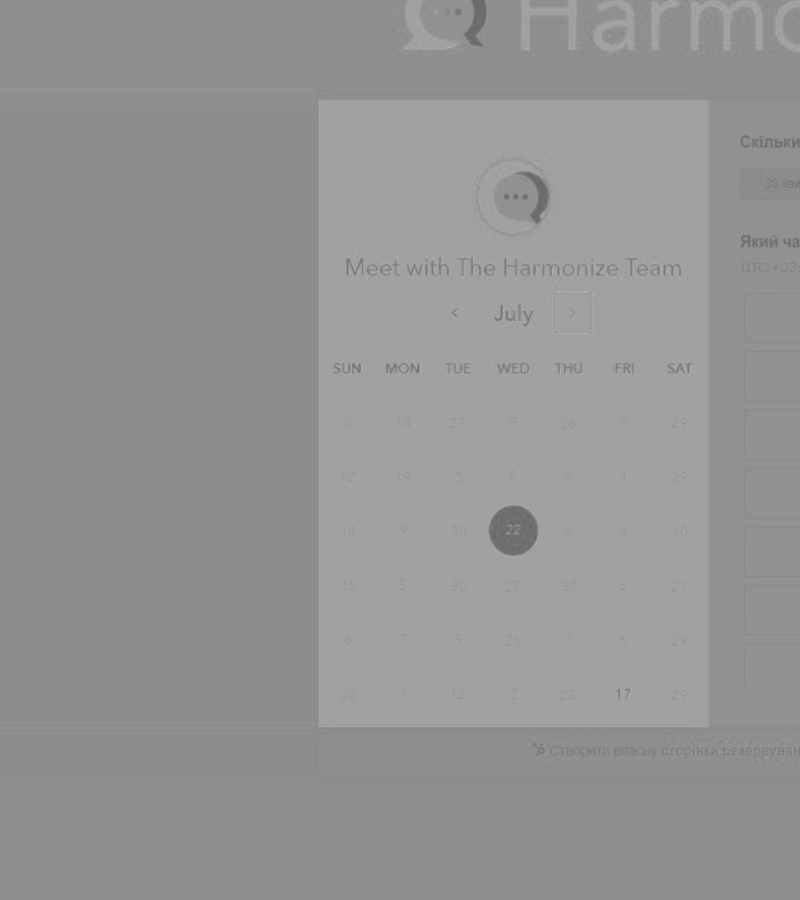 Harmo
Meet with The Harmonize Team
July
SUN MON TUE WED THU FRI SAT
8 14 27 9 28 9 29
12 19 3 5 6 1 29
14 9 30 22 6 4 10
15 5 30 27 30 6 21
8 7 9 26 7 6 29
20 1 12 2 25 17 29
Скільки
30 хви
Який ча
UTC +03:
Створити власну сторінка резервуван